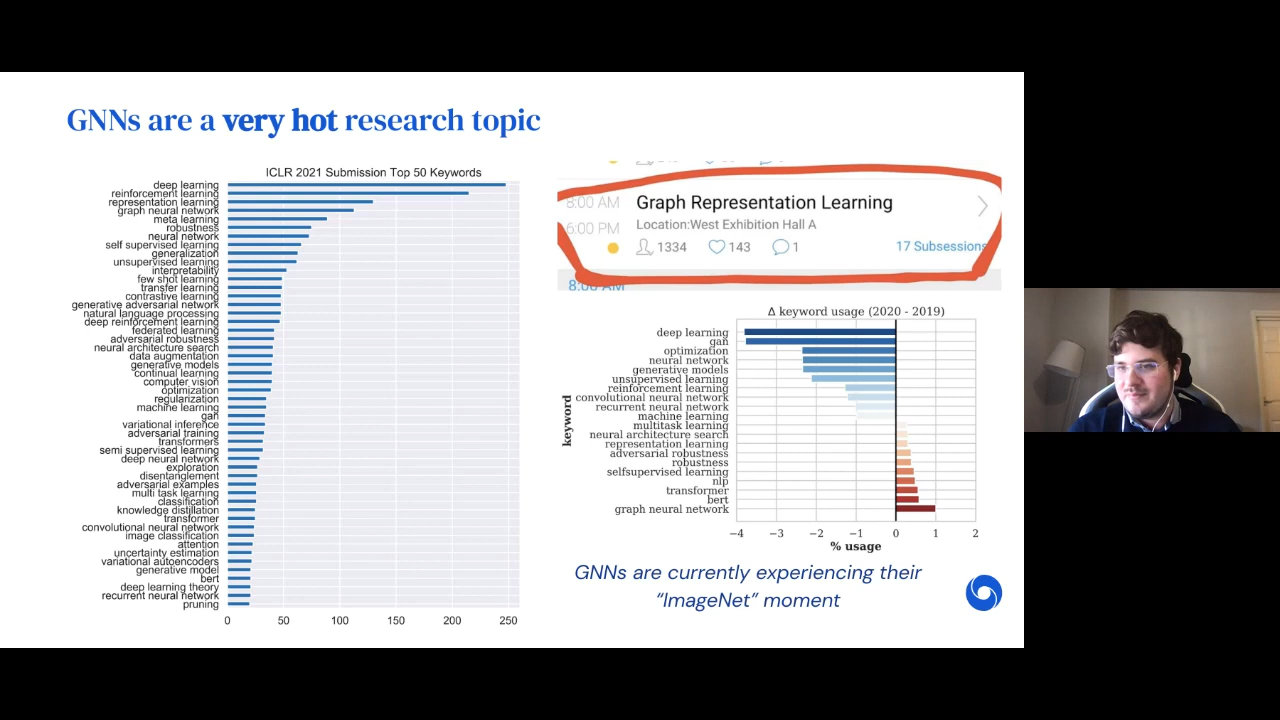 GNNs are a very hot research topic
ICLR 2021 Submission Top 50 Keywords
deep learning
reinforcement learning
representation learning
graph neural network
meta learning
robustness
neural network
self supervised learning
generalization
unsupervised learning
interpretability
few shot learning
transfer learning
contrastive learning
generative adversarial network
natural language processing
deep reinforcement learning
federated learning
adversarial robustness
neural architecture search
data augmentation
generative models
continual learning
computer vision
optimization
regularization
machine learning
gan
variational inference
adversarial training
transformers
semi supervised learning
deep neural network
exploration
disentanglement
adversarial examples
multi task learning
classification
knowledge distillation
transformer
convolutional neural network
image classification
attention
uncertainty estimation
variational autoencoders
generative model
bert
deep learning theory
recurrent neural network
pruning
0 50 100 150 200 250
8:00 AM
Graph Representation Learning
6:00 PM
Location:West Exhibition Hall A
1334 143 1 17 Subsessions
8:00 AM
Δ keyword usage (2020 - 2019)
keyword
deep learning
gan
optimization
neural network
generative models
unsupervised learning
reinforcement learning
convolutional neural network
recurrent neural network
machine learning
multitask learning
neural architecture search
representation learning
adversarial robustness
robustness
selfsupervised learning
nlp
transformer
bert
graph neural network
−4 −3 −2 −1 0 1 2
% usage
GNNs are currently experiencing their
“ImageNet” moment